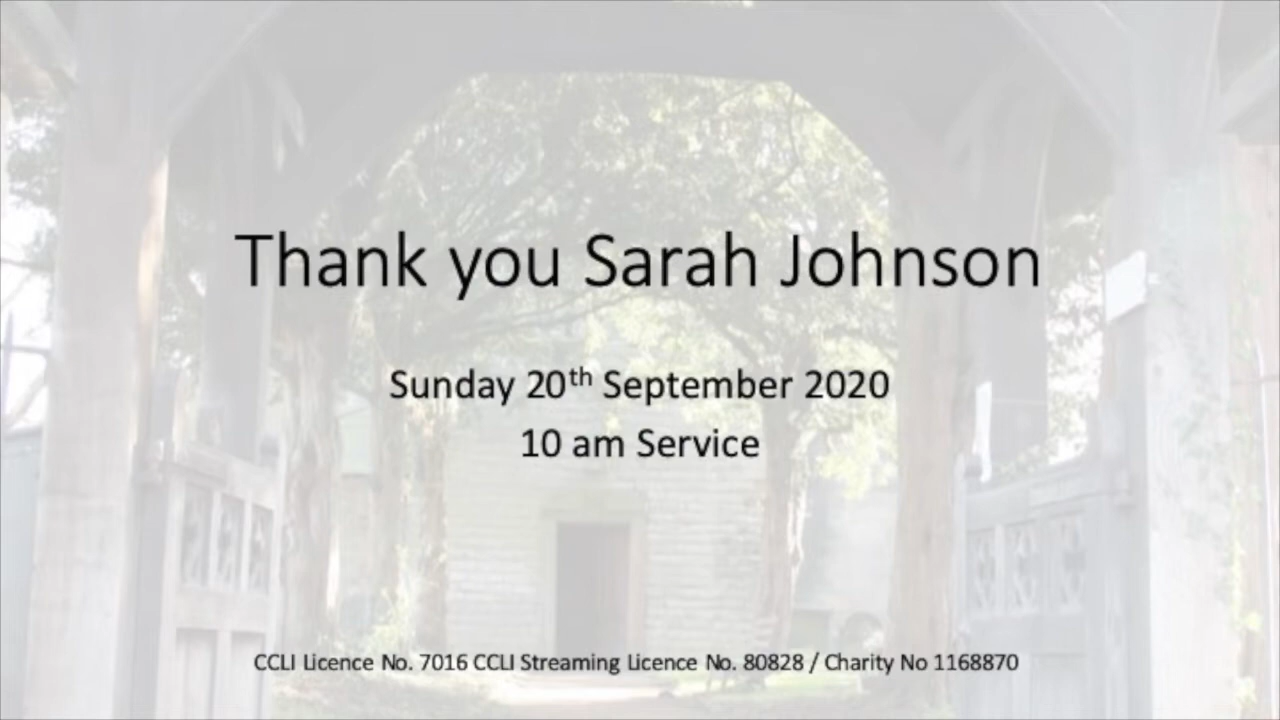 Thank you Sarah Johnson
Sunday 20th September 2020
10 am Service
CCLI Licence No. 7016 CCLI Streaming Licence No. 80828 / Charity No 1168870